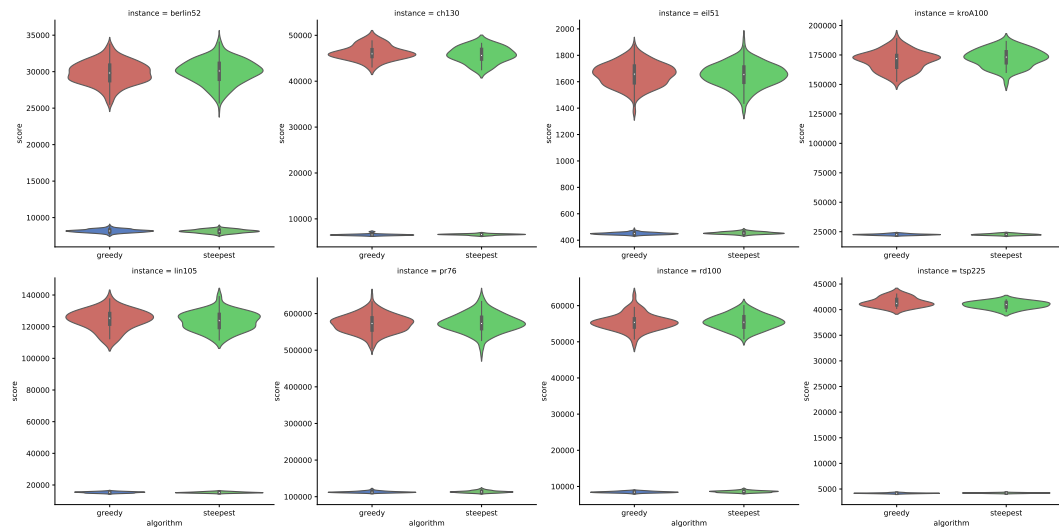 instance = berlin52
instance = ch130
instance = eil51
instance = kroA100
35000
30000
25000
20000
15000
10000
score
greedy
steepest
50000
40000
30000
20000
10000
score
greedy
steepest
2000
1800
1600
1400
1200
1000
800
600
400
score
greedy
steepest
200000
175000
150000
125000
100000
75000
50000
25000
score
greedy
steepest
instance = lin105
instance = pr76
instance = rd100
instance = tsp225
140000
120000
100000
80000
60000
40000
20000
score
greedy
steepest
algorithm
600000
500000
400000
300000
200000
100000
score
greedy
steepest
algorithm
60000
50000
40000
30000
20000
10000
score
greedy
steepest
algorithm
45000
40000
35000
30000
25000
20000
15000
10000
5000
score
greedy
steepest
algorithm